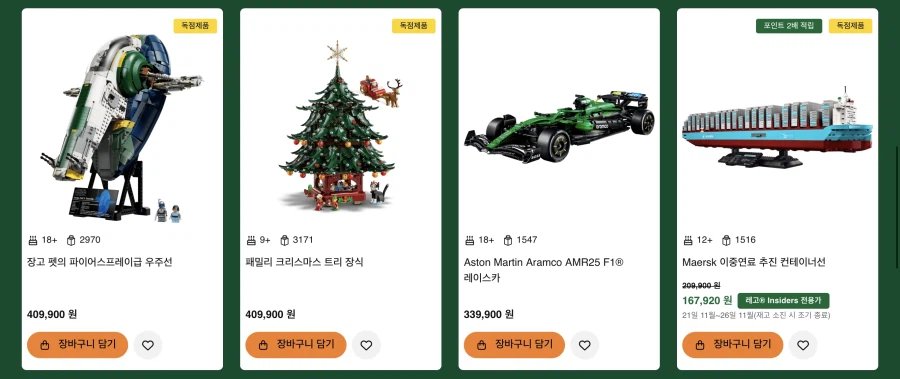 독점제품
18+ 2970
장고 펫의 파이어스프레이급 우주선
409,900 원
장바구니 담기
독점제품
9+ 3171
패밀리 크리스마스 트리 장식
409,900 원
장바구니 담기
18+ 1547
Aston Martin Aramco AMR25 F1®
레이스카
339,900 원
장바구니 담기
포인트 2배 적립 독점제품
12+ 1516
Maersk 이중연료 추진 컨테이너선
209,900 원
167,920 원 레고® Insiders 전용가
21일 11월~26일 11월(재고 소진 시 조기 종료)
장바구니 담기